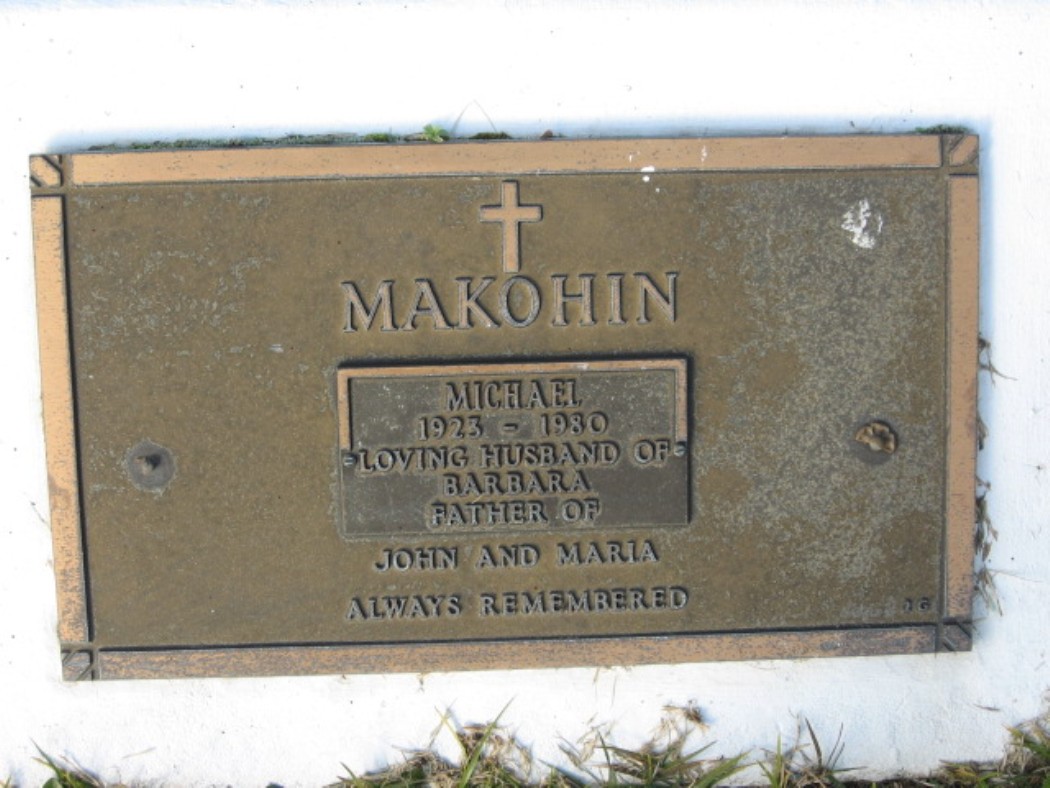 MAKOHIN
MICHAEL
1923 - 1980
LOVING HUSBAND OF
BARBARA
FATHER OF
JOHN AND MARIA
ALWAYS REMEMBERED